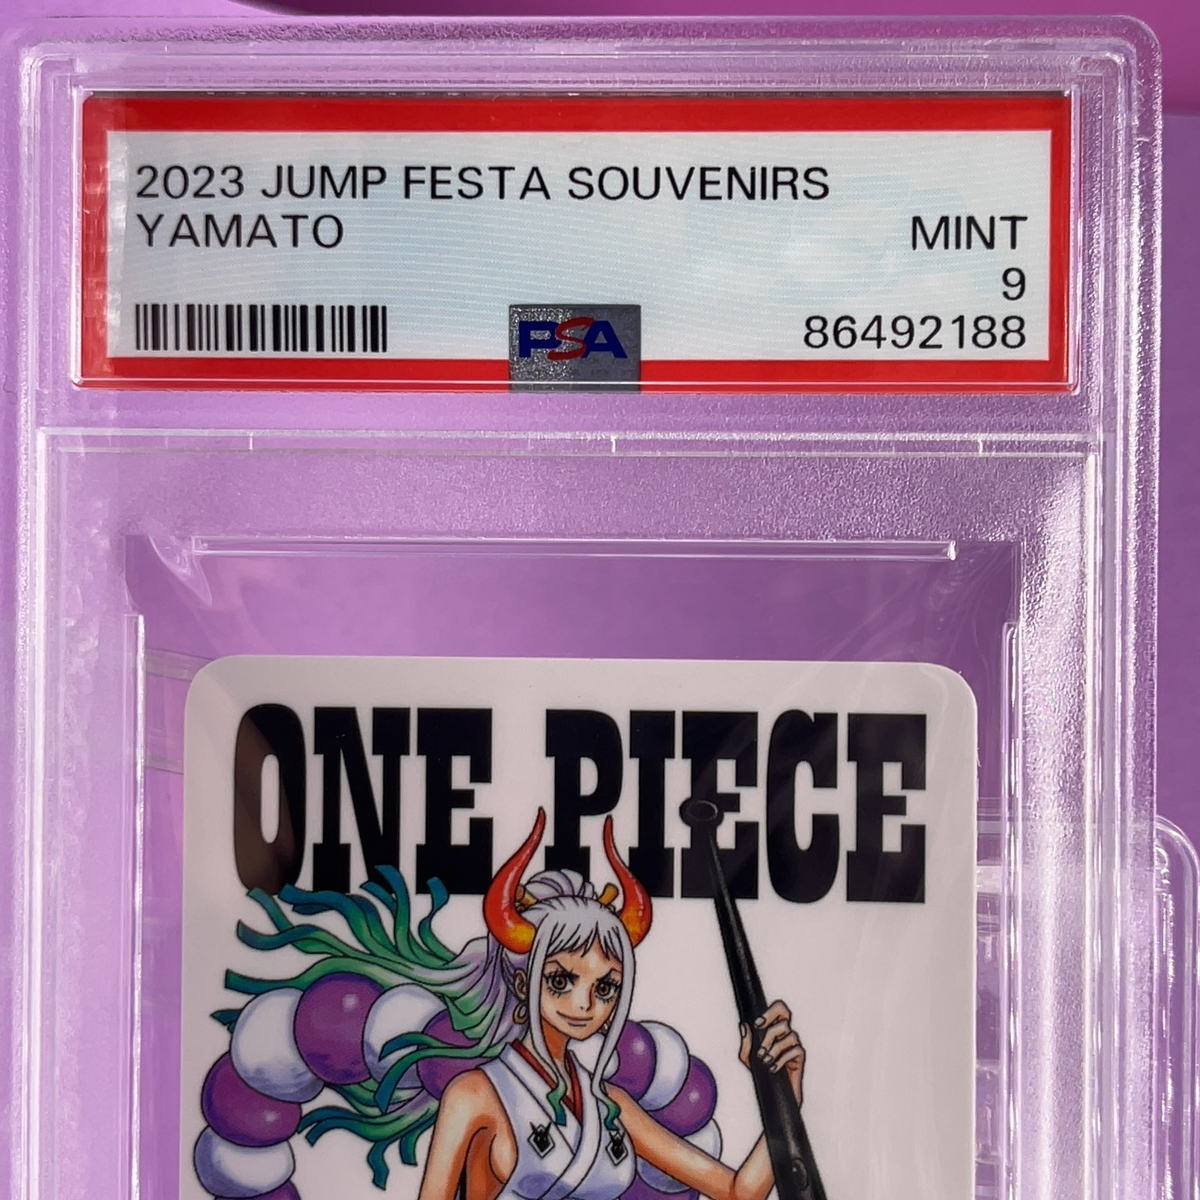 2023 JUMP FESTA SOUVENIRS
YAMATO
MINT
9
PSA
86492188
ONE PIECE